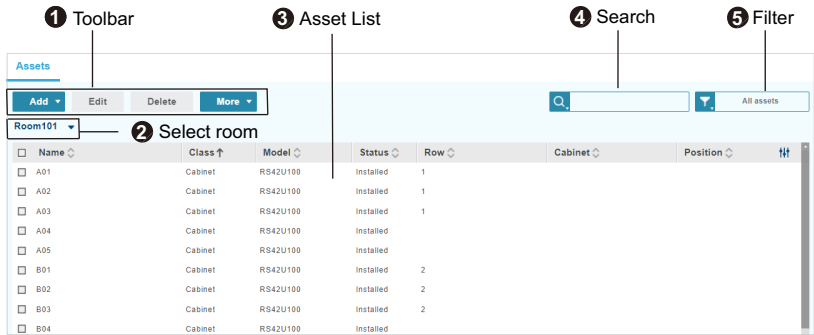 1 Toolbar 3 Asset List 4 Search 5 Filter
Assets
Add Edit Delete More All assets
Room101 2 Select room
Name Class Model Status Row Cabinet Position
A01 Cabinet RS42U100 Installed 1
A02 Cabinet RS42U100 Installed 1
A03 Cabinet RS42U100 Installed 1
A04 Cabinet RS42U100 Installed
A05 Cabinet RS42U100 Installed
B01 Cabinet RS42U100 Installed 2
B02 Cabinet RS42U100 Installed 2
B03 Cabinet RS42U100 Installed 2
B04 Cabinet RS42U100 Installed